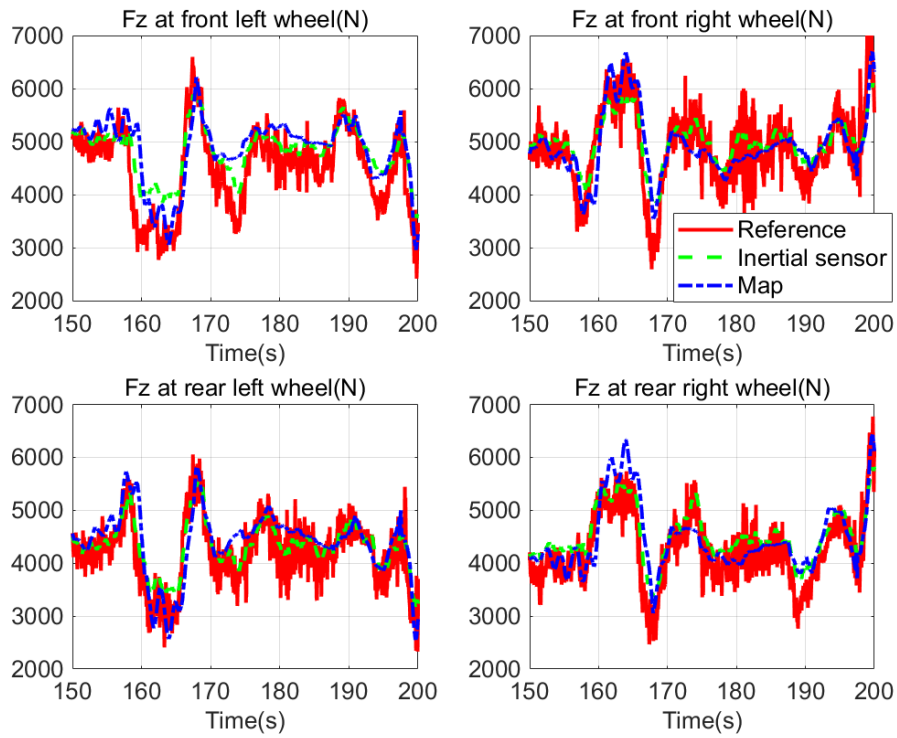 Fz at front left wheel(N)
7000
6000
5000
4000
3000
2000
150 160 170 180 190 200
Time(s)
Fz at front right wheel(N)
7000
6000
5000
4000
3000
2000
Reference
Inertial sensor
Map
150 160 170 180 190 200
Time(s)
Fz at rear left wheel(N)
7000
6000
5000
4000
3000
2000
150 160 170 180 190 200
Time(s)
Fz at rear right wheel(N)
7000
6000
5000
4000
3000
2000
150 160 170 180 190 200
Time(s)